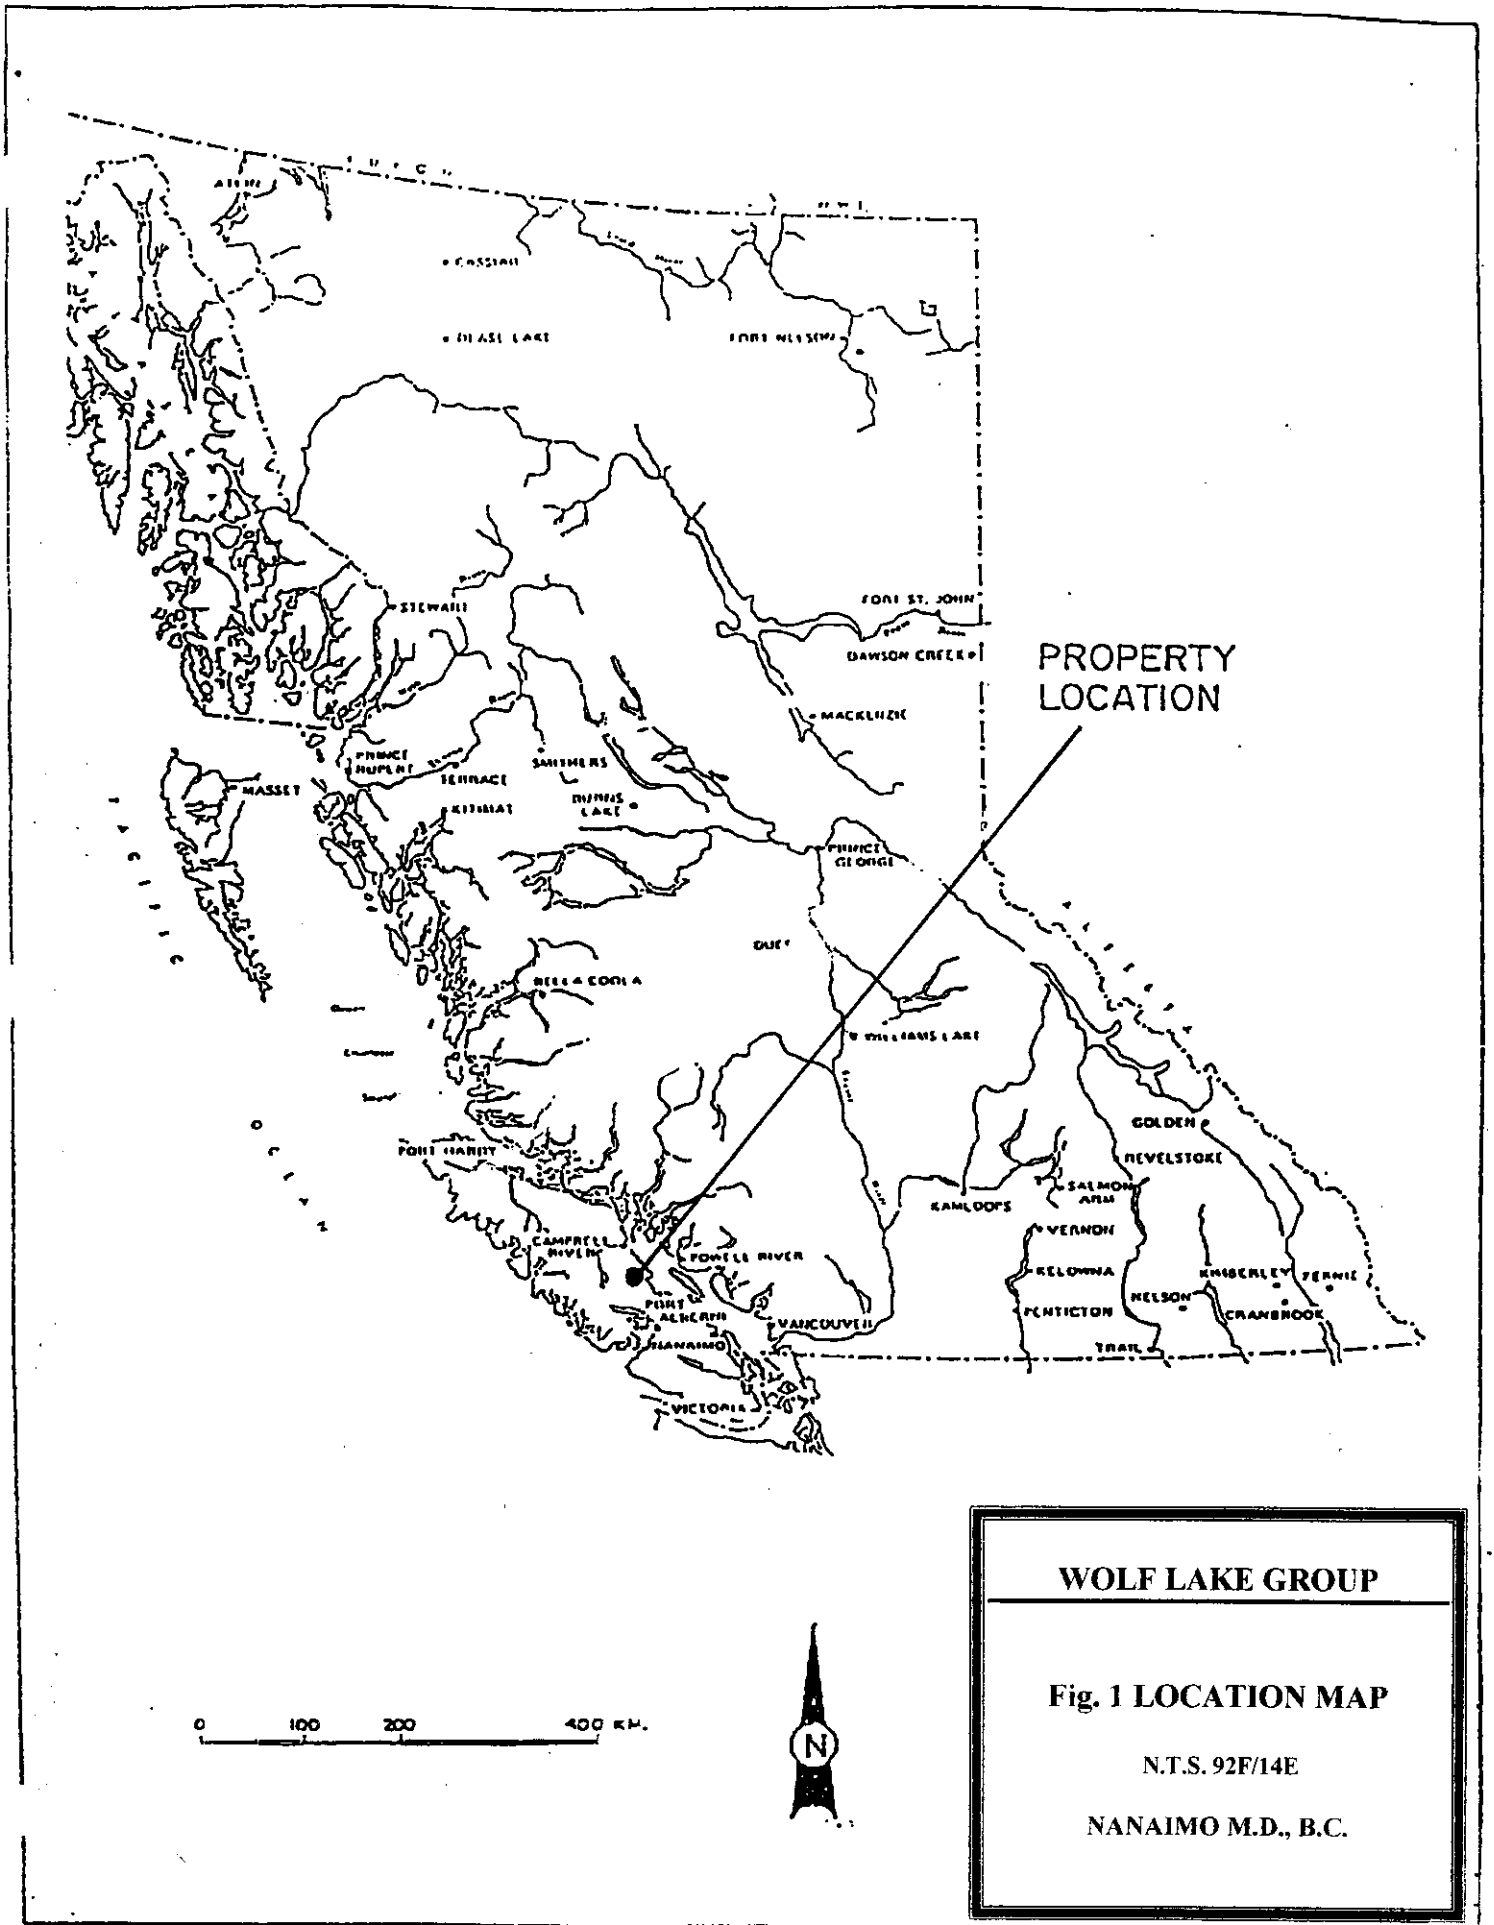 ATLIN
N.W.T.
CASSIAR
DEASE LAKE
FORT NELSON
STEWART
FORT ST. JOHN
DAWSON CREEK
PROPERTY
LOCATION
MACKENZIE
PRINCE
RUPERT
TERRACE
SMITHERS
MASSET
KITIMAT
BURNS
LAKE
PRINCE
GEORGE
PACIFIC
ALBERTA
BELLA COOLA
WILLIAMS LAKE
OCEAN
PORT HARDY
GOLDEN
REVELSTOKE
SALMON
ARM
KAMLOOPS
VERNON
CAMPBELL
RIVER
POWELL RIVER
KELOWNA
KIMBERLEY
FERNIE
NELSON
PORT
ALBERNI
PENTICTON
CRANBROOK
VANCOUVER
NANAIMO
TRAIL
VICTORIA
WOLF LAKE GROUP
Fig. 1 LOCATION MAP
N.T.S. 92F/14E
NANAIMO M.D., B.C.
0 100 200 400 KM.
N